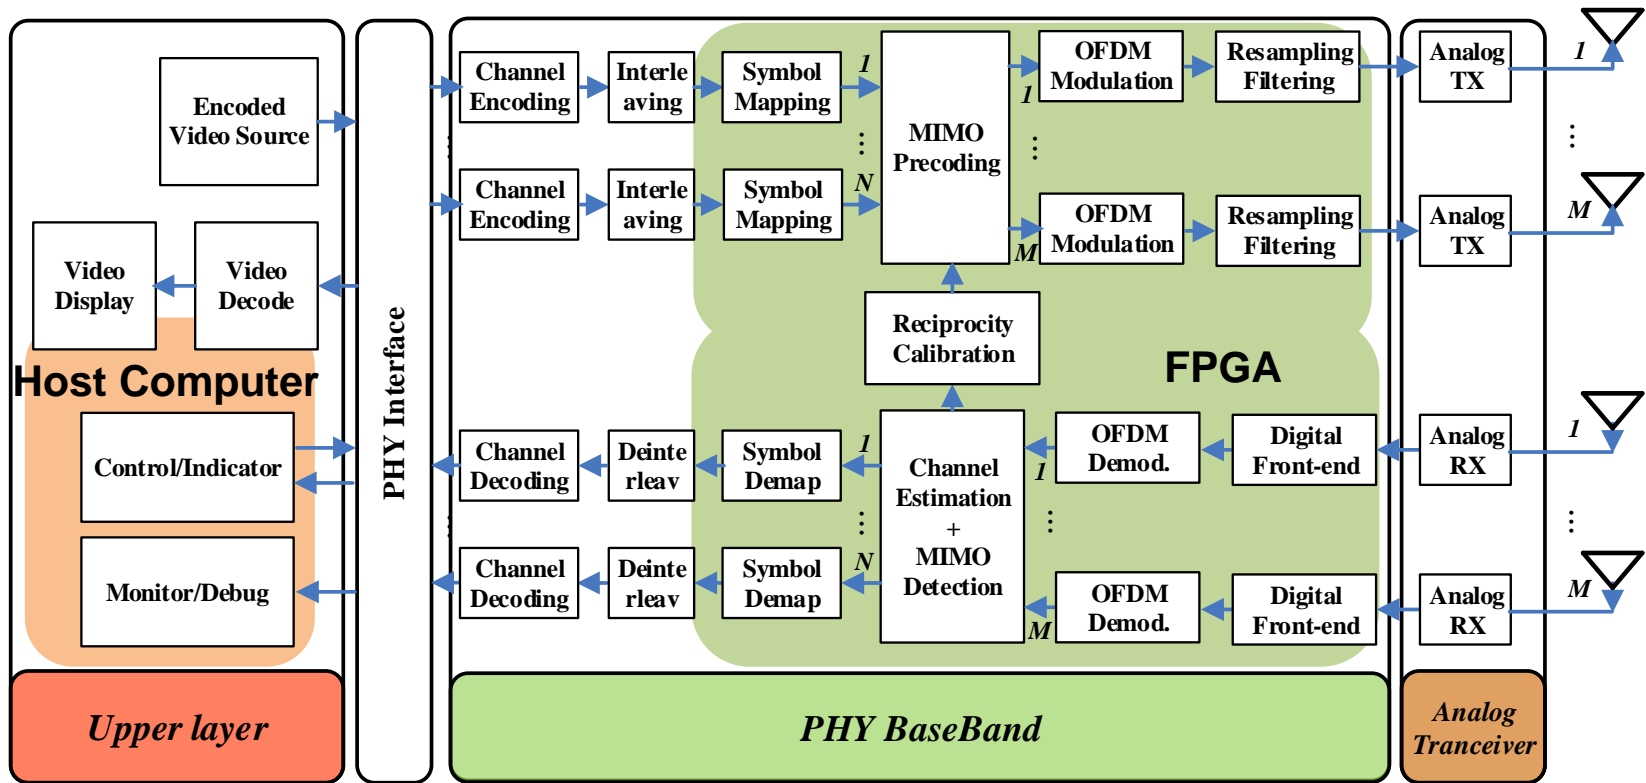 Encoded
Video Source
Video
Display
Video
Decode
Host Computer
Control/Indicator
Monitor/Debug
Upper layer
PHY Interface
Channel
Encoding
Interle
aving
Symbol
Mapping
1
...
Channel
Encoding
Interle
aving
Symbol
Mapping
N
...
MIMO
Precoding
1
...
M
OFDM
Modulation
Resampling
Filtering
OFDM
Modulation
Resampling
Filtering
Analog
TX
1
...
Analog
TX
M
Reciprocity
Calibration
FPGA
Channel
Decoding
Deinte
rleav
Symbol
Demap
1
...
Channel
Decoding
Deinte
rleav
Symbol
Demap
N
...
Channel
Estimation
+
MIMO
Detection
1
...
M
OFDM
Demod.
Digital
Front-end
OFDM
Demod.
Digital
Front-end
Analog
RX
1
...
Analog
RX
M
PHY BaseBand
Analog
Tranceiver